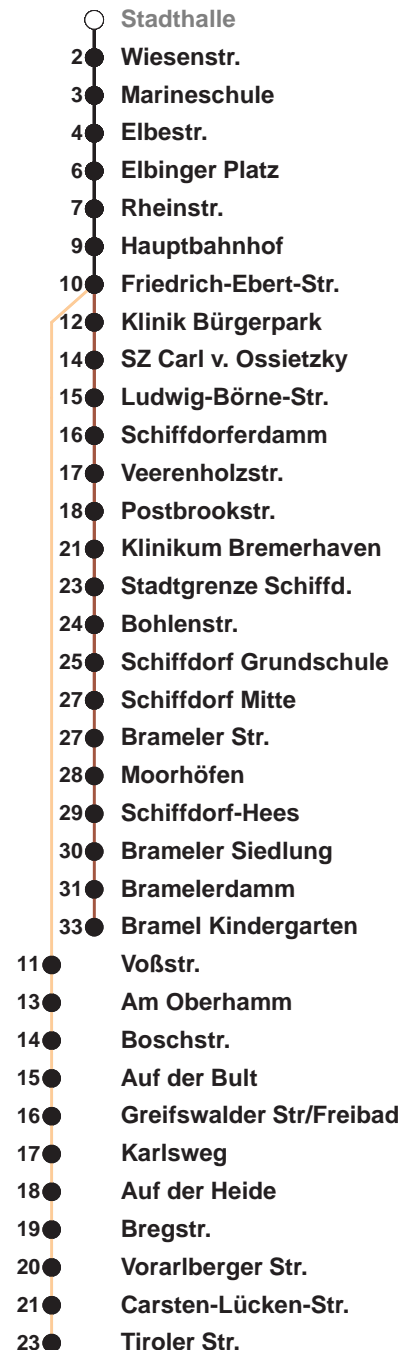 Stadthalle
2 Wiesenstr.
3 Marineschule
4 Elbestr.
6 Elbinger Platz
7 Rheinstr.
9 Hauptbahnhof
10 Friedrich-Ebert-Str.
12 Klinik Bürgerpark
14 SZ Carl v. Ossietzky
15 Ludwig-Börne-Str.
16 Schiffdorferdamm
17 Veerenholzstr.
18 Postbrookstr.
21 Klinikum Bremerhaven
23 Stadtgrenze Schiffd.
24 Bohlenstr.
25 Schiffdorf Grundschule
27 Schiffdorf Mitte
27 Brameler Str.
28 Moorhöfen
29 Schiffdorf-Hees
30 Brameler Siedlung
31 Bramelerdamm
33 Bramel Kindergarten
11 Voßstr.
13 Am Oberhamm
14 Boschstr.
15 Auf der Bult
16 Greifswalder Str/Freibad
17 Karlsweg
18 Auf der Heide
19 Bregstr.
20 Vorarlberger Str.
21 Carsten-Lücken-Str.
23 Tiroler Str.